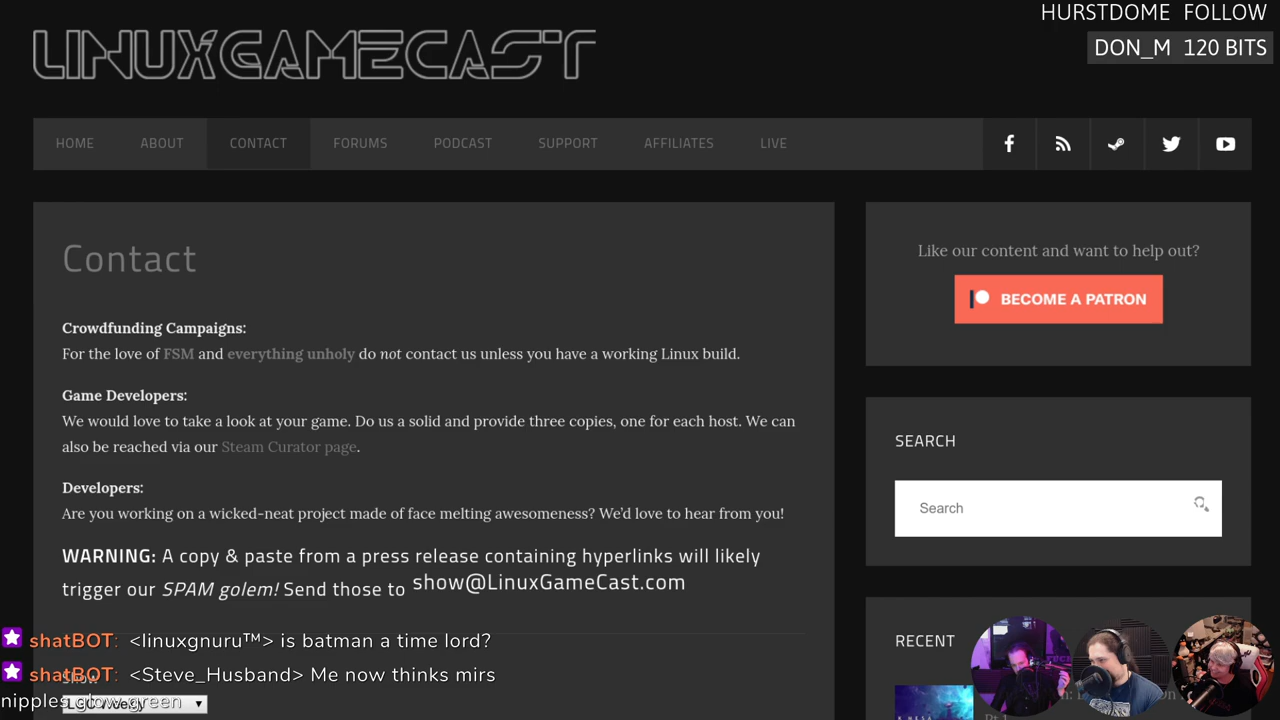 HURSTDOME FOLLOW
DON_M 120 BITS
LINUXGAMECAST
HOME ABOUT CONTACT FORUMS PODCAST SUPPORT AFFILIATES LIVE
Contact
Crowdfunding Campaigns:
For the love of FSM and everything unholy do not contact us unless you have a working Linux build.
Game Developers:
We would love to take a look at your game. Do us a solid and provide three copies, one for each host. We can
also be reached via our Steam Curator page.
Developers:
Are you working on a wicked-neat project made of face melting awesomeness? We'd love to hear from you!
WARNING: A copy & paste from a press release containing hyperlinks will likely
trigger our SPAM golem! Send those to show@LinuxGameCast.com
Like our content and want to help out?
BECOME A PATRON
SEARCH
Search
RECENT
shatBOT: <linuxgnuru™> is batman a time lord?
shatBOT: <Steve_Husband> Me now thinks mirs
nipples glow green